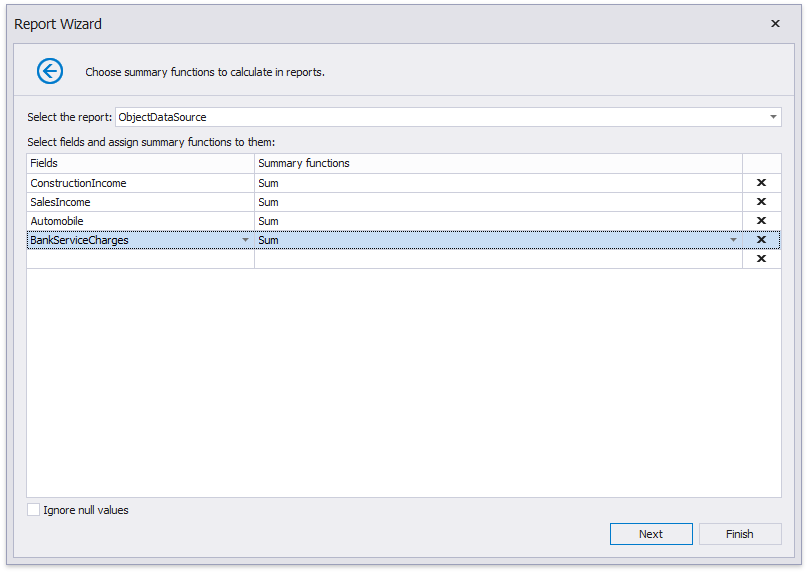 Report Wizard
Choose summary functions to calculate in reports.
Select the report: ObjectDataSource
Select fields and assign summary functions to them:
Fields Summary functions
ConstructionIncome Sum
SalesIncome Sum
Automobile Sum
BankServiceCharges Sum
Ignore null values
Next Finish